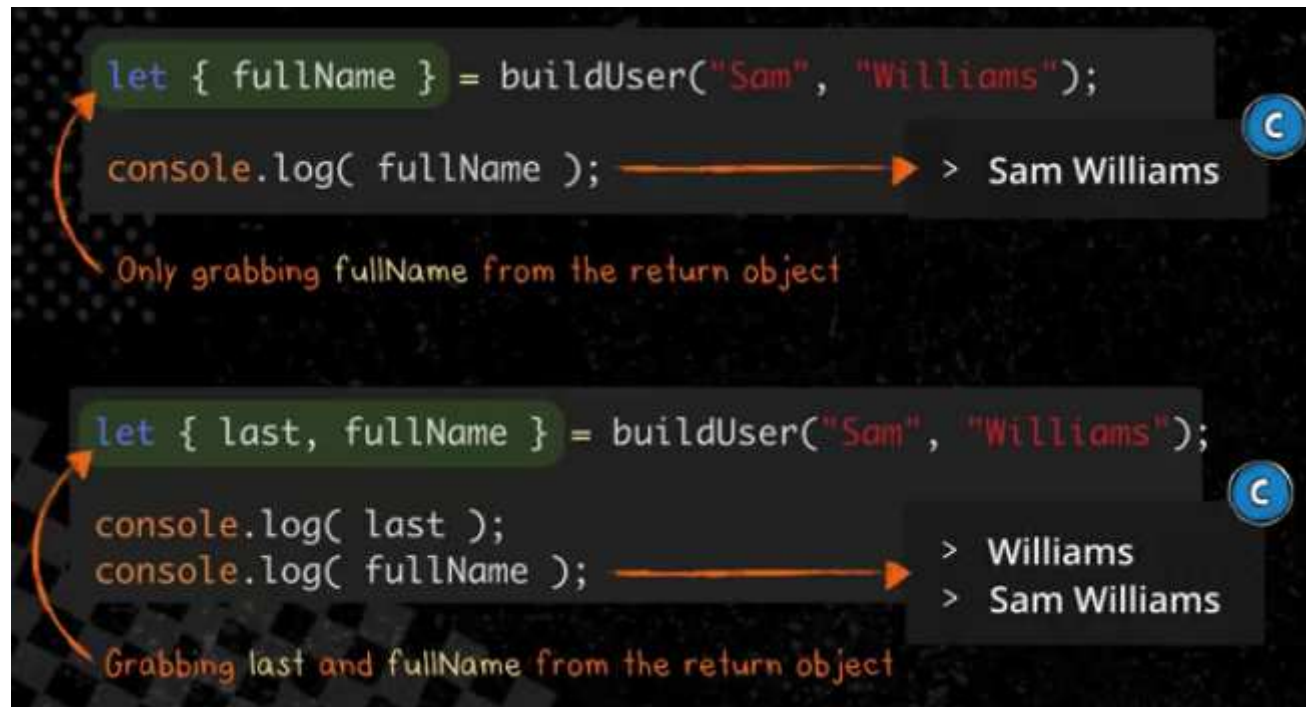 let { fullName } = buildUser("Sam", "Williams");
C
console.log( fullName );
> Sam Williams
Only grabbing fullName from the return object
let { last, fullName } = buildUser("Sam", "Williams");
C
console.log( last );
console.log( fullName );
> Williams
> Sam Williams
Grabbing last and fullName from the return object